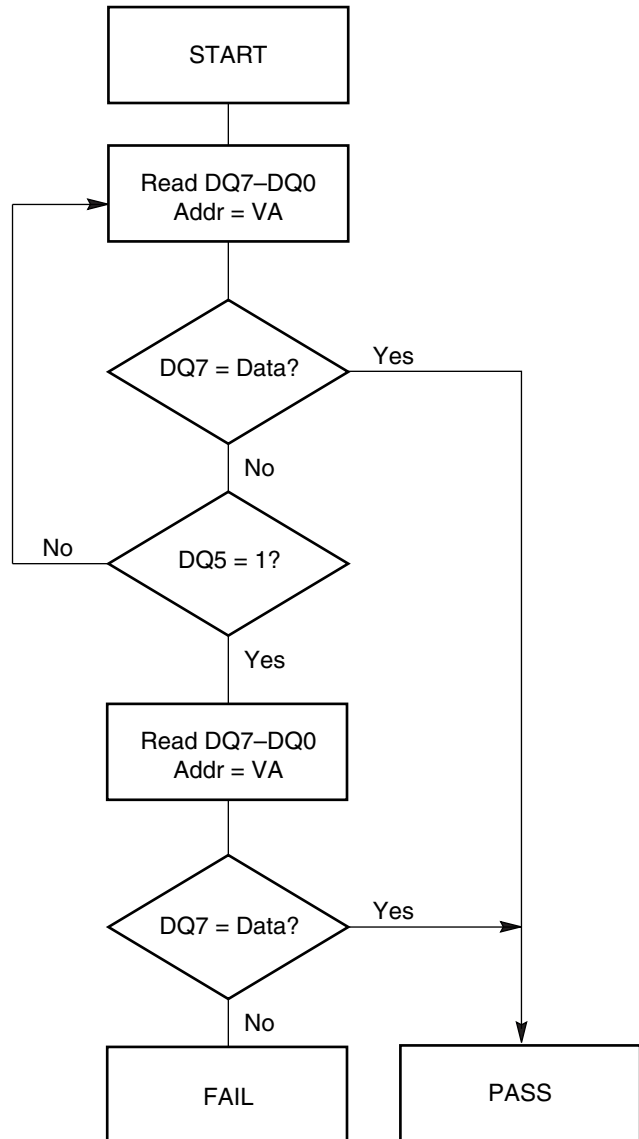 START
Read DQ7–DQ0
Addr = VA
DQ7 = Data?
Yes
No
DQ5 = 1?
No
Yes
Read DQ7–DQ0
Addr = VA
DQ7 = Data?
Yes
No
FAIL
PASS